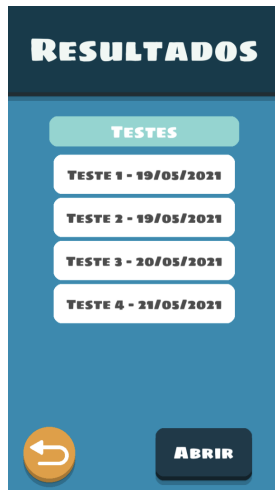 Resultados
Testes
Teste 1 - 19/05/2021
Teste 2 - 19/05/2021
Teste 3 - 20/05/2021
Teste 4 - 21/05/2021
Abrir